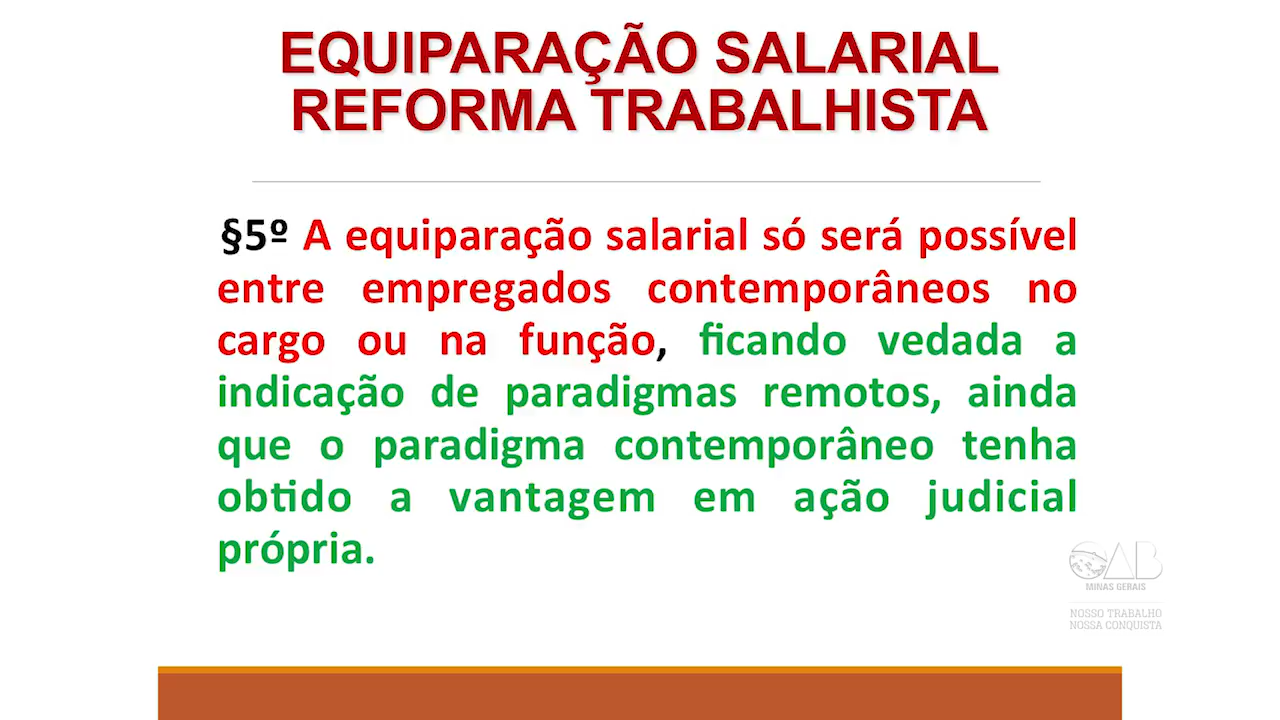 EQUIPARAÇÃO SALARIAL
REFORMA TRABALHISTA
§5º A equiparação salarial só será possível
entre empregados contemporâneos no
cargo ou na função, ficando vedada a
indicação de paradigmas remotos, ainda
que o paradigma contemporâneo tenha
obtido a vantagem em ação judicial
própria.
OAB
MINAS GERAIS
NOSSO TRABALHO
NOSSA CONQUISTA